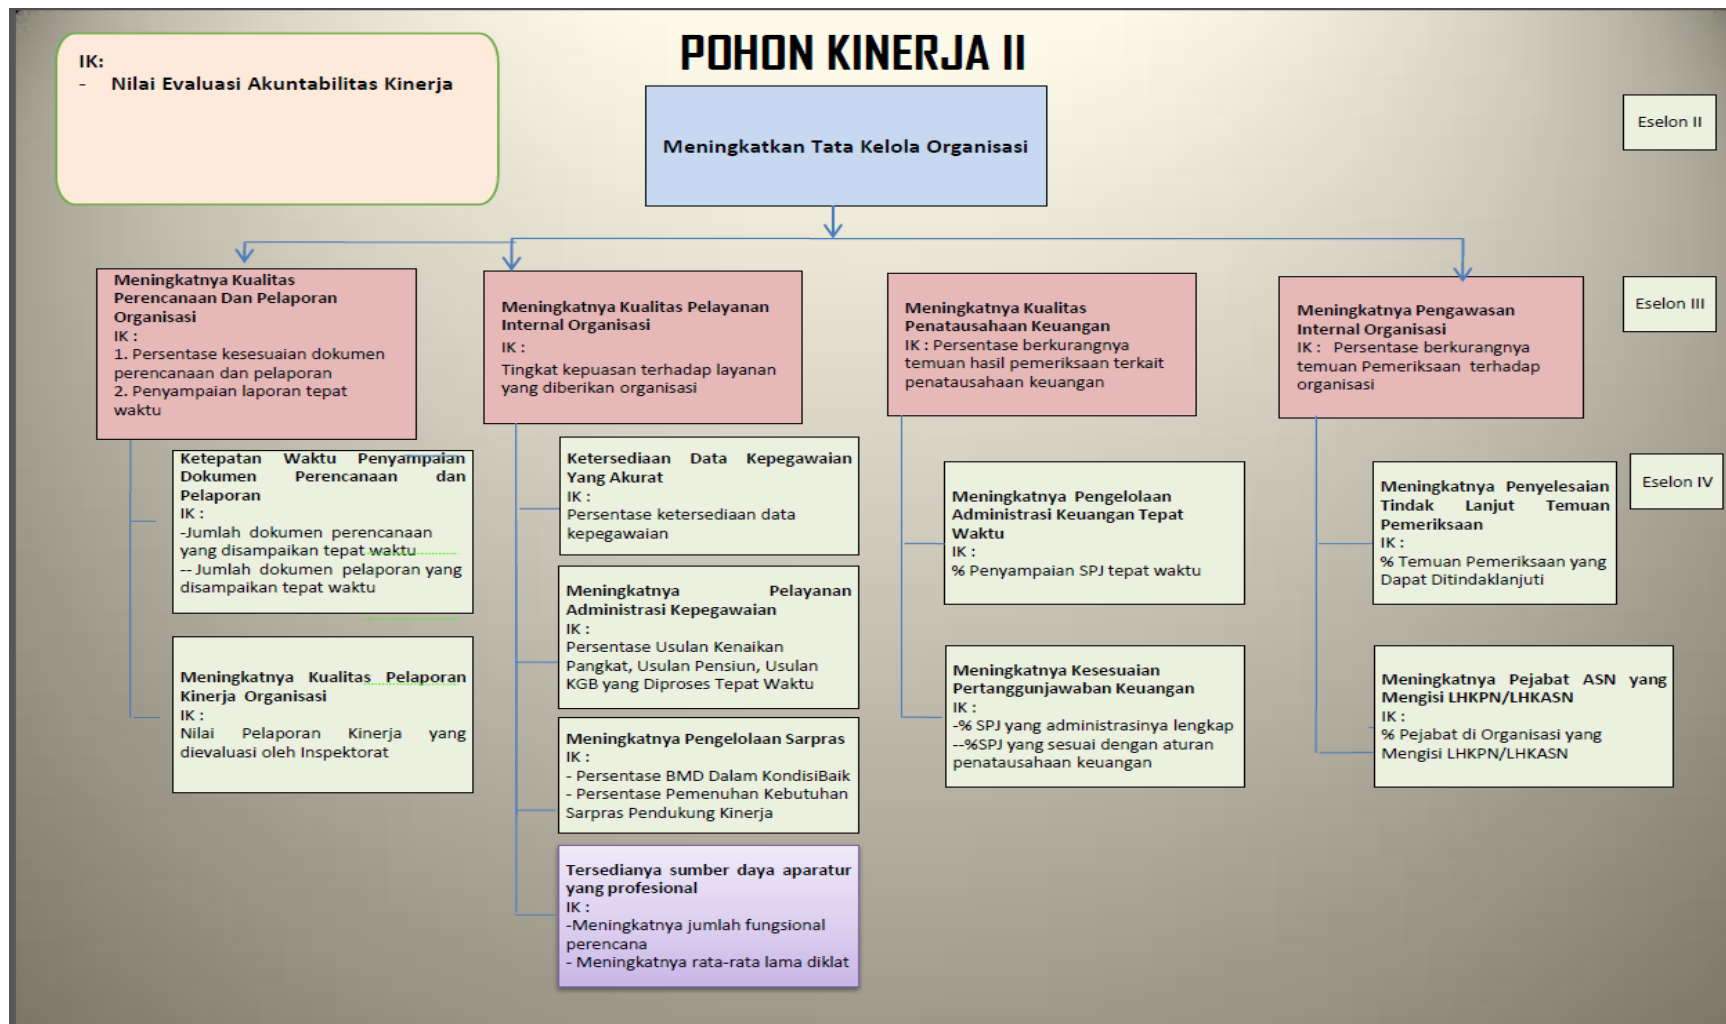 POHON KINERJA II
IK:
- Nilai Evaluasi Akuntabilitas Kinerja
Meningkatkan Tata Kelola Organisasi
Eselon II
Meningkatnya Kualitas
Perencanaan Dan Pelaporan
Organisasi
IK :
1. Persentase kesesuaian dokumen
perencanaan dan pelaporan
2. Penyampaian laporan tepat
waktu
Meningkatnya Kualitas Pelayanan
Internal Organisasi
IK :
Tingkat kepuasan terhadap layanan
yang diberikan organisasi
Meningkatnya Kualitas
Penatausahaan Keuangan
IK : Persentase berkurangnya
temuan hasil pemeriksaan terkait
penatausahaan keuangan
Meningkatnya Pengawasan
Internal Organisasi
IK : Persentase berkurangnya
temuan Pemeriksaan terhadap
organisasi
Eselon III
Ketepatan Waktu Penyampaian
Dokumen Perencanaan dan
Pelaporan
IK :
-Jumlah dokumen perencanaan
yang disampaikan tepat waktu
-- Jumlah dokumen pelaporan yang
disampaikan tepat waktu
Meningkatnya Kualitas Pelaporan
Kinerja Organisasi
IK :
Nilai Pelaporan Kinerja yang
dievaluasi oleh Inspektorat
Ketersediaan Data Kepegawaian
Yang Akurat
IK :
Persentase ketersediaan data
kepegawaian
Meningkatnya Pelayanan
Administrasi Kepegawaian
IK :
Persentase Usulan Kenaikan
Pangkat, Usulan Pensiun, Usulan
KGB yang Diproses Tepat Waktu
Meningkatnya Pengelolaan Sarpras
IK :
- Persentase BMD Dalam KondisiBaik
- Persentase Pemenuhan Kebutuhan
Sarpras Pendukung Kinerja
Tersedianya sumber daya aparatur
yang profesional
IK :
-Meningkatnya jumlah fungsional
perencana
- Meningkatnya rata-rata lama diklat
Meningkatnya Pengelolaan
Administrasi Keuangan Tepat
Waktu
IK :
% Penyampaian SPJ tepat waktu
Meningkatnya Kesesuaian
Pertanggunjawaban Keuangan
IK :
-% SPJ yang administrasinya lengkap
--%SPJ yang sesuai dengan aturan
penatausahaan keuangan
Meningkatnya Penyelesaian
Tindak Lanjut Temuan
Pemeriksaan
IK :
% Temuan Pemeriksaan yang
Dapat Ditindaklanjuti
Meningkatnya Pejabat ASN yang
Mengisi LHKPN/LHKASN
IK :
% Pejabat di Organisasi yang
Mengisi LHKPN/LHKASN
Eselon IV